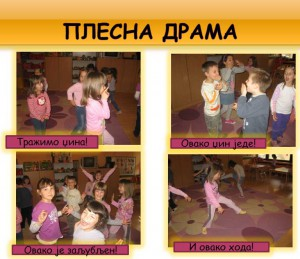 ПЛЕСНА ДРАМА
Тражимо џина!
Овако џин једе!
Овако је заљубљен!
И овако хода!